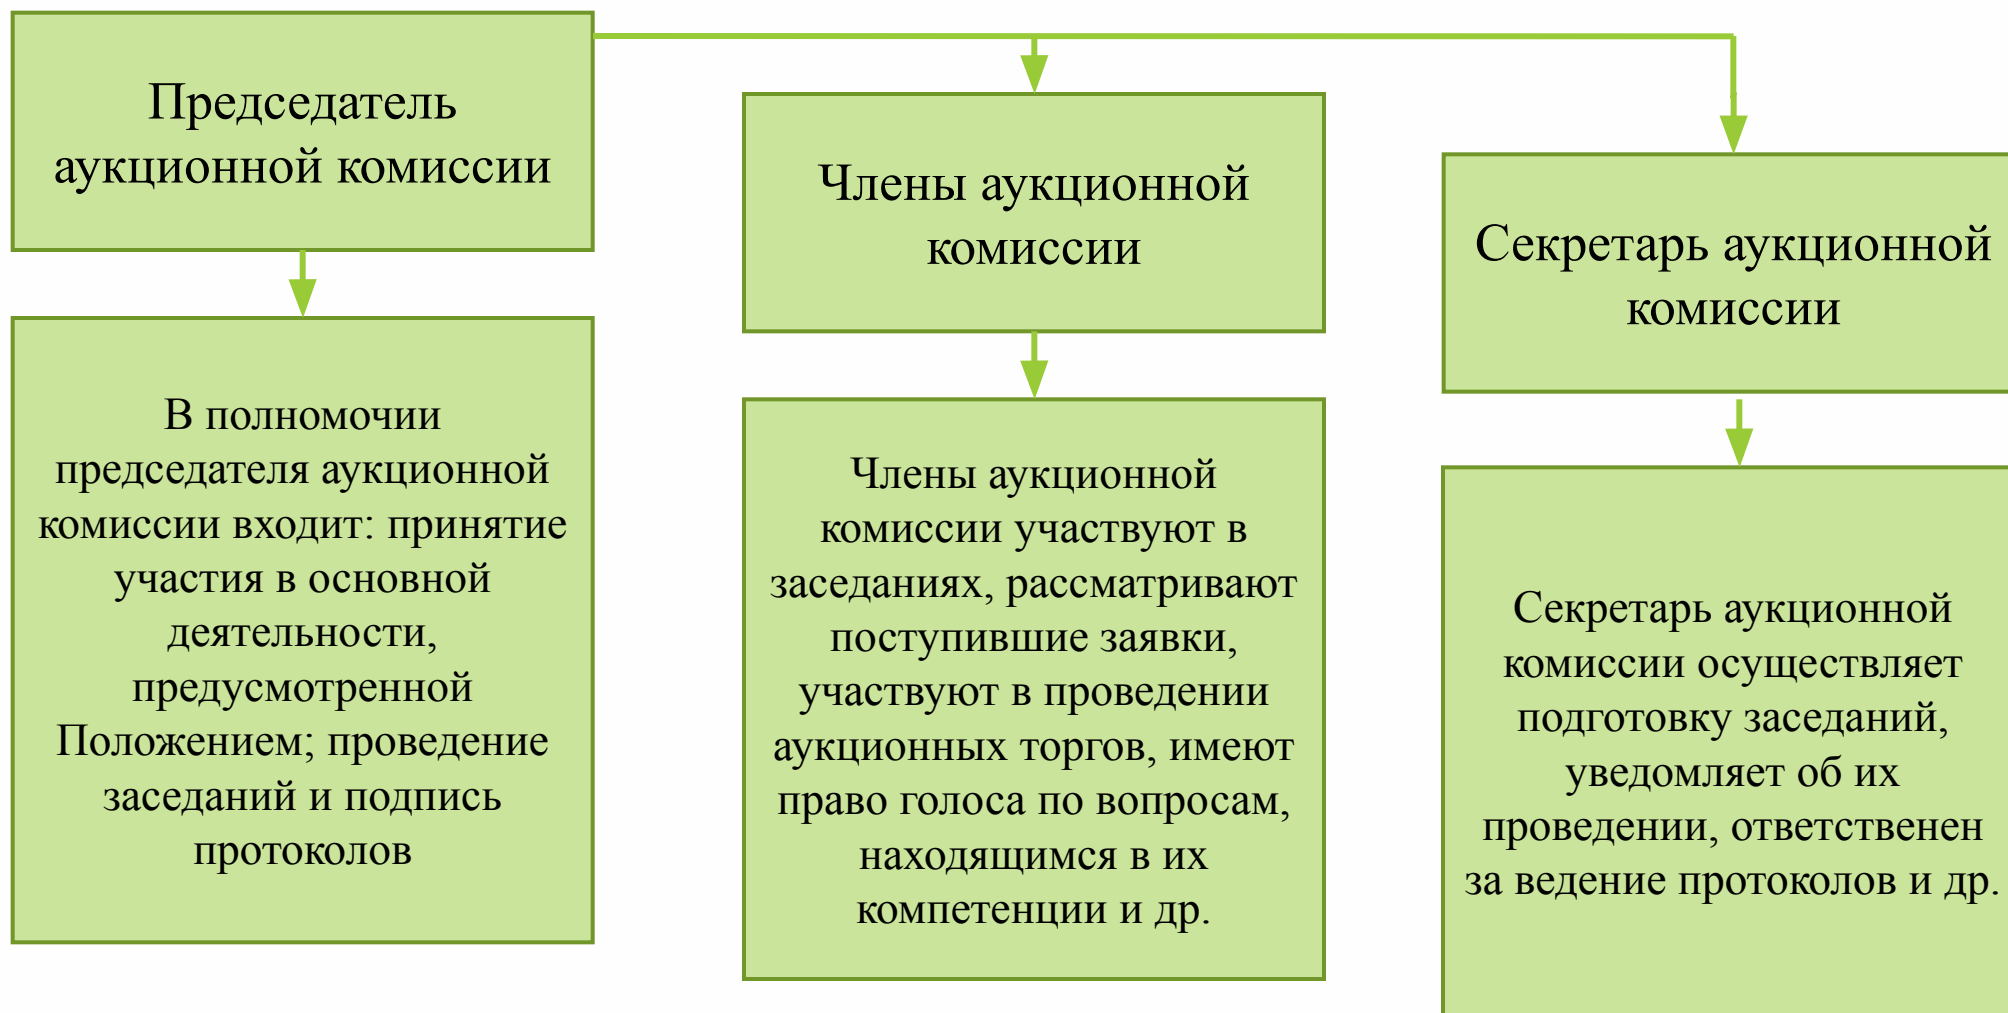 Председатель
аукционной комиссии
В полномочии
председателя аукционной
комиссии входит: принятие
участия в основной
деятельности,
предусмотренной
Положением; проведение
заседаний и подпись
протоколов
Члены аукционной
комиссии
Члены аукционной
комиссии участвуют в
заседаниях, рассматривают
поступившие заявки,
участвуют в проведении
аукционных торгов, имеют
право голоса по вопросам,
находящимся в их
компетенции и др.
Секретарь аукционной
комиссии
Секретарь аукционной
комиссии осуществляет
подготовку заседаний,
уведомляет об их
проведении, ответственен
за ведение протоколов и др.